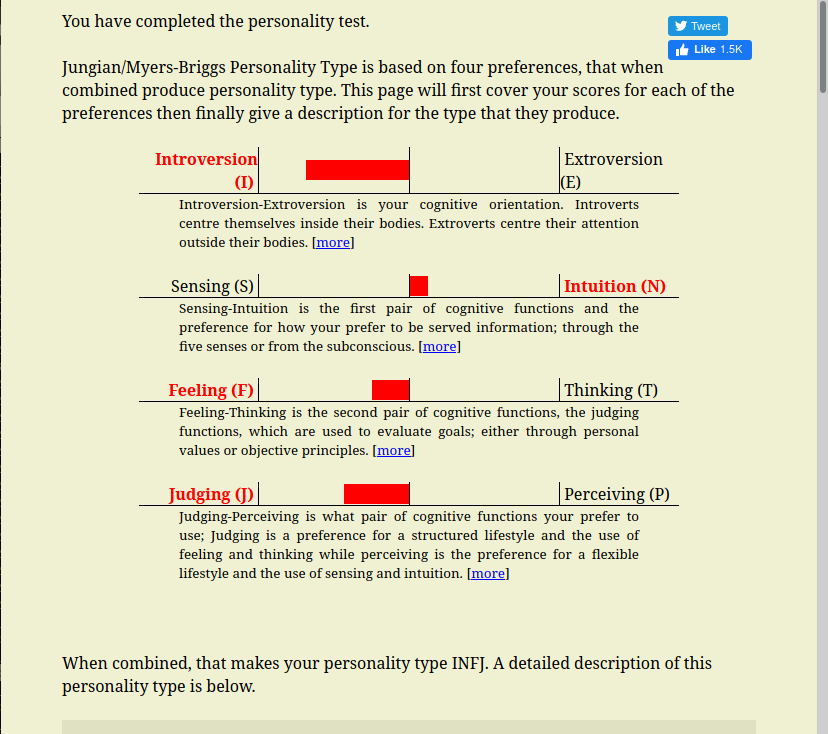 You have completed the personality test.
Tweet
Like 1.5K
Jungian/Myers-Briggs Personality Type is based on four preferences, that when
combined produce personality type. This page will first cover your scores for each of the
preferences then finally give a description for the type that they produce.
Introversion
(I)
Extroversion
(E)
Introversion-Extroversion is your cognitive orientation. Introverts
centre themselves inside their bodies. Extroverts centre their attention
outside their bodies. [more]
Sensing (S)
Intuition (N)
Sensing-Intuition is the first pair of cognitive functions and the
preference for how your prefer to be served information; through the
five senses or from the subconscious. [more]
Feeling (F)
Thinking (T)
Feeling-Thinking is the second pair of cognitive functions, the judging
functions, which are used to evaluate goals; either through personal
values or objective principles. [more]
Judging (J)
Perceiving (P)
Judging-Perceiving is what pair of cognitive functions your prefer to
use; Judging is a preference for a structured lifestyle and the use of
feeling and thinking while perceiving is the preference for a flexible
lifestyle and the use of sensing and intuition. [more]
When combined, that makes your personality type INFJ. A detailed description of this
personality type is below.